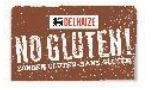 DELHAIZE
NO GLUTEN!
ZONDER GLUTEN-SANS GLUTEN